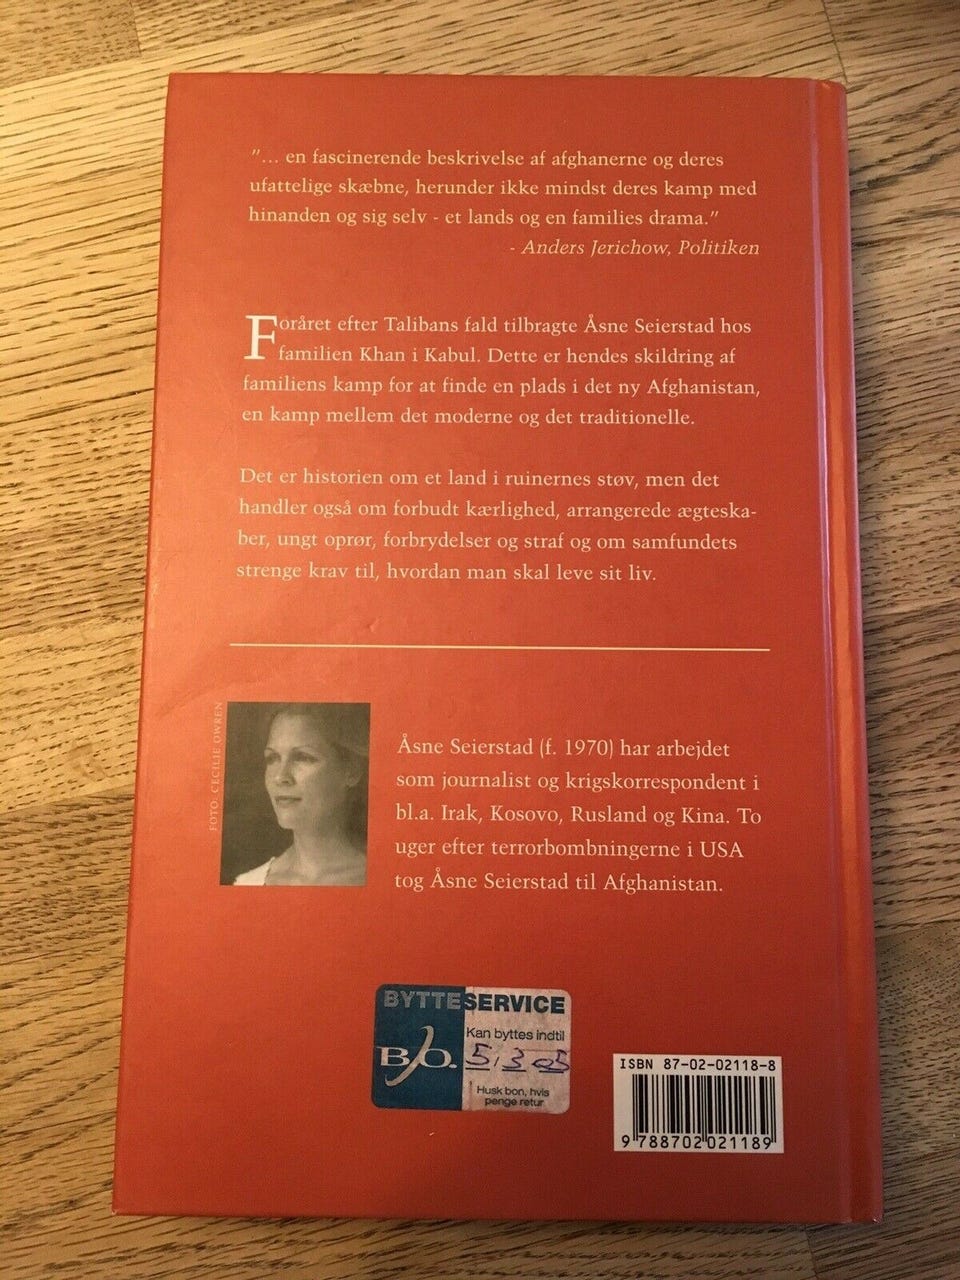 "... en fascinerende beskrivelse af afghanerne og deres
ufattelige skæbne, herunder ikke mindst deres kamp med
hinanden og sig selv - et lands og en families drama."
- Anders Jerichow, Politiken
Foråret efter Talibans fald tilbragte Åsne Seierstad hos
familien Khan i Kabul. Dette er hendes skildring af
familiens kamp for at finde en plads i det ny Afghanistan,
en kamp mellem det moderne og det traditionelle.
Det er historien om et land i ruinernes støv, men det
handler også om forbudt kærlighed, arrangerede ægteska-
ber, ungt oprør, forbrydelser og straf og om samfundets
strenge krav til, hvordan man skal leve sit liv.
FOTO: CECILIE OWREN
Åsne Seierstad (f. 1970) har arbejdet
som journalist og krigskorrespondent i
bl.a. Irak, Kosovo, Rusland og Kina. To
uger efter terrorbombningerne i USA
tog Åsne Seierstad til Afghanistan.
BYTTESERVICE
Kan byttes indtil
B.O. 5,3 05
Husk bon, hvis
penge retur
ISBN 87-02-02118-8
9 788702 021189